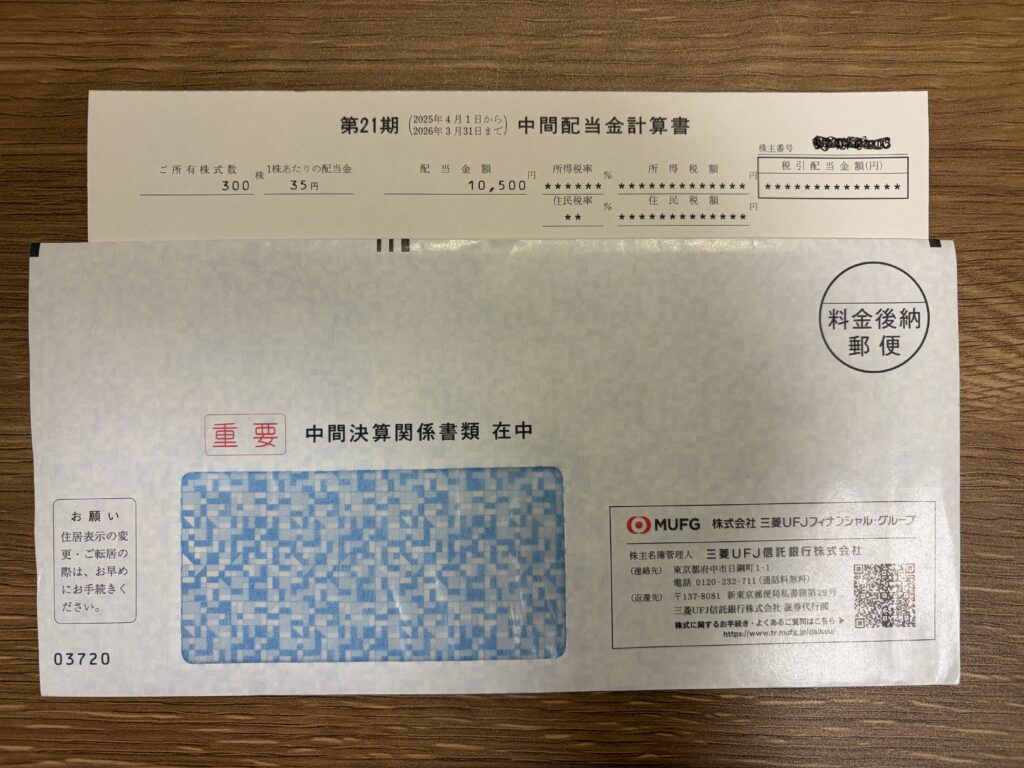 第21期 (2025年4月1日から 2026年3月31日まで) 中間配当金計算書
株主番号
ご所有株式数 1株あたりの配当金 配当金額 所得税率 所得税額 税引配当金額(円)
300 株 35円 10,500 円 ****** % ************* 円 **************
住民税率 住民税額
** % ************* 円
料金後納
郵便
重要 中間決算関係書類 在中
お願い
住居表示の変
更・ご転居の
際は、お早め
にお手続きく
ださい。
03720
MUFG 株式会社 三菱UFJフィナンシャル・グループ
株主名簿管理人 三菱UFJ信託銀行株式会社
(連絡先) 東京都府中市日鋼町1-1
電話 0120-232-711(通話料無料)
(返還先) 〒137-8081 新東京郵便局私書箱第29号
三菱UFJ信託銀行株式会社 証券代行部
株式に関するお手続き・よくあるご質問はこちら▶
https://www.tr.mufg.jp/daikou/